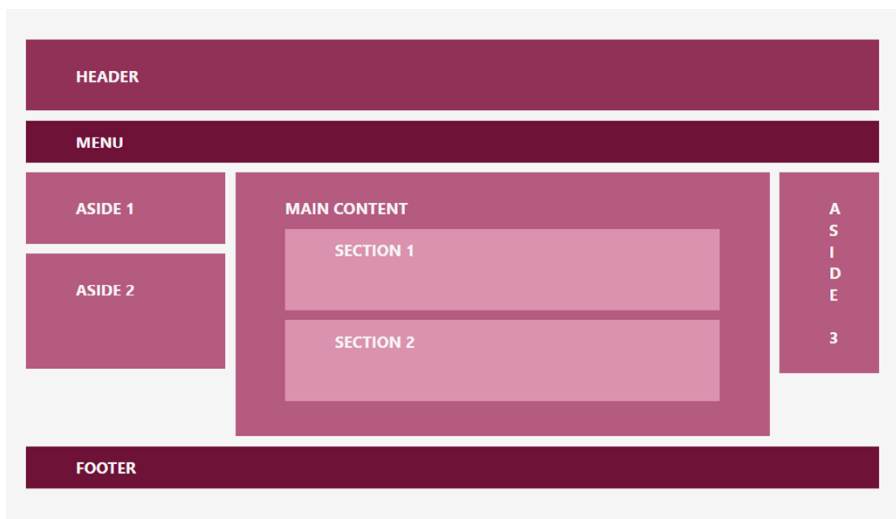 HEADER
MENU
ASIDE 1
ASIDE 2
MAIN CONTENT
SECTION 1
SECTION 2
A
S
I
D
E
3
FOOTER